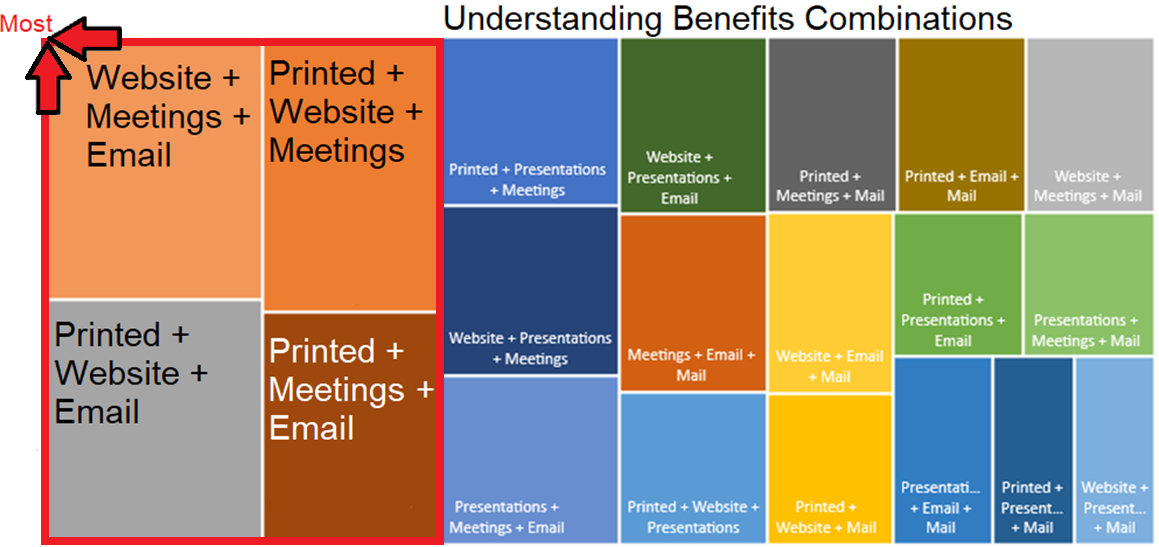 Most
Understanding Benefits Combinations
Website +
Meetings +
Email
Printed +
Website +
Meetings
Printed +
Website +
Email
Printed +
Meetings +
Email
Printed + Presentations
+ Meetings
Website + Presentations
+ Meetings
Presentations +
Meetings + Email
Website +
Presentations +
Email
Meetings + Email +
Mail
Printed + Website +
Presentations
Printed +
Meetings + Mail
Website + Email
+ Mail
Printed +
Website + Mail
Printed + Email +
Mail
Website +
Meetings + Mail
Printed +
Presentations +
Email
Presentations +
Meetings + Mail
Presentati...
+ Email +
Mail
Printed +
Present...
+ Mail
Website +
Present...
+ Mail